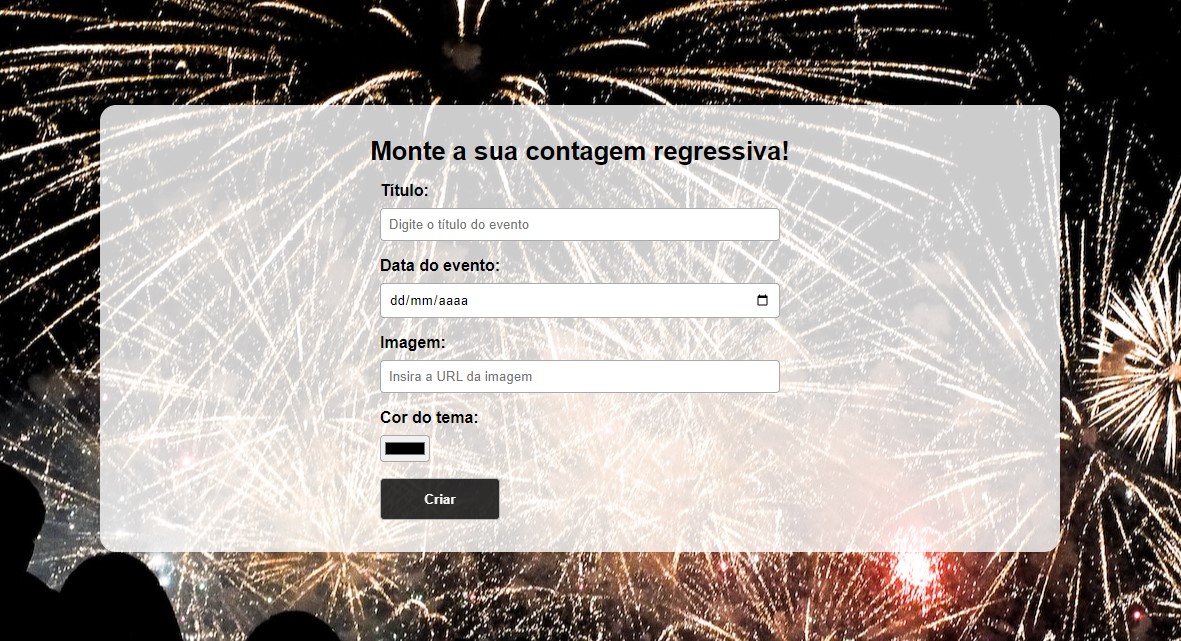 Monte a sua contagem regressiva!
Título:
Digite o título do evento
Data do evento:
dd/mm/aaaa
Imagem:
Insira a URL da imagem
Cor do tema:
Criar